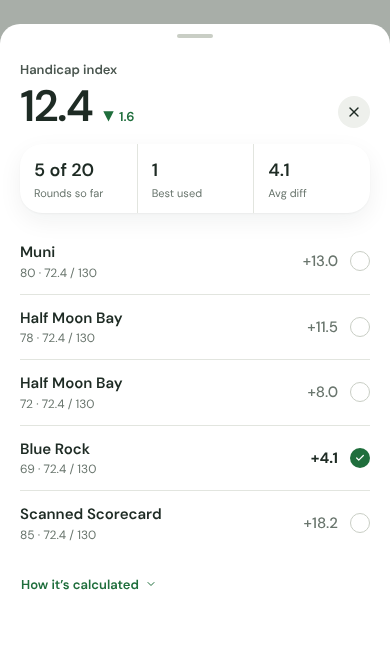 Handicap index
12.4 ▼ 1.6
5 of 20
Rounds so far
1
Best used
4.1
Avg diff
Muni
80 · 72.4 / 130
+13.0
Half Moon Bay
78 · 72.4 / 130
+11.5
Half Moon Bay
72 · 72.4 / 130
+8.0
Blue Rock
69 · 72.4 / 130
+4.1
Scanned Scorecard
85 · 72.4 / 130
+18.2
How it’s calculated